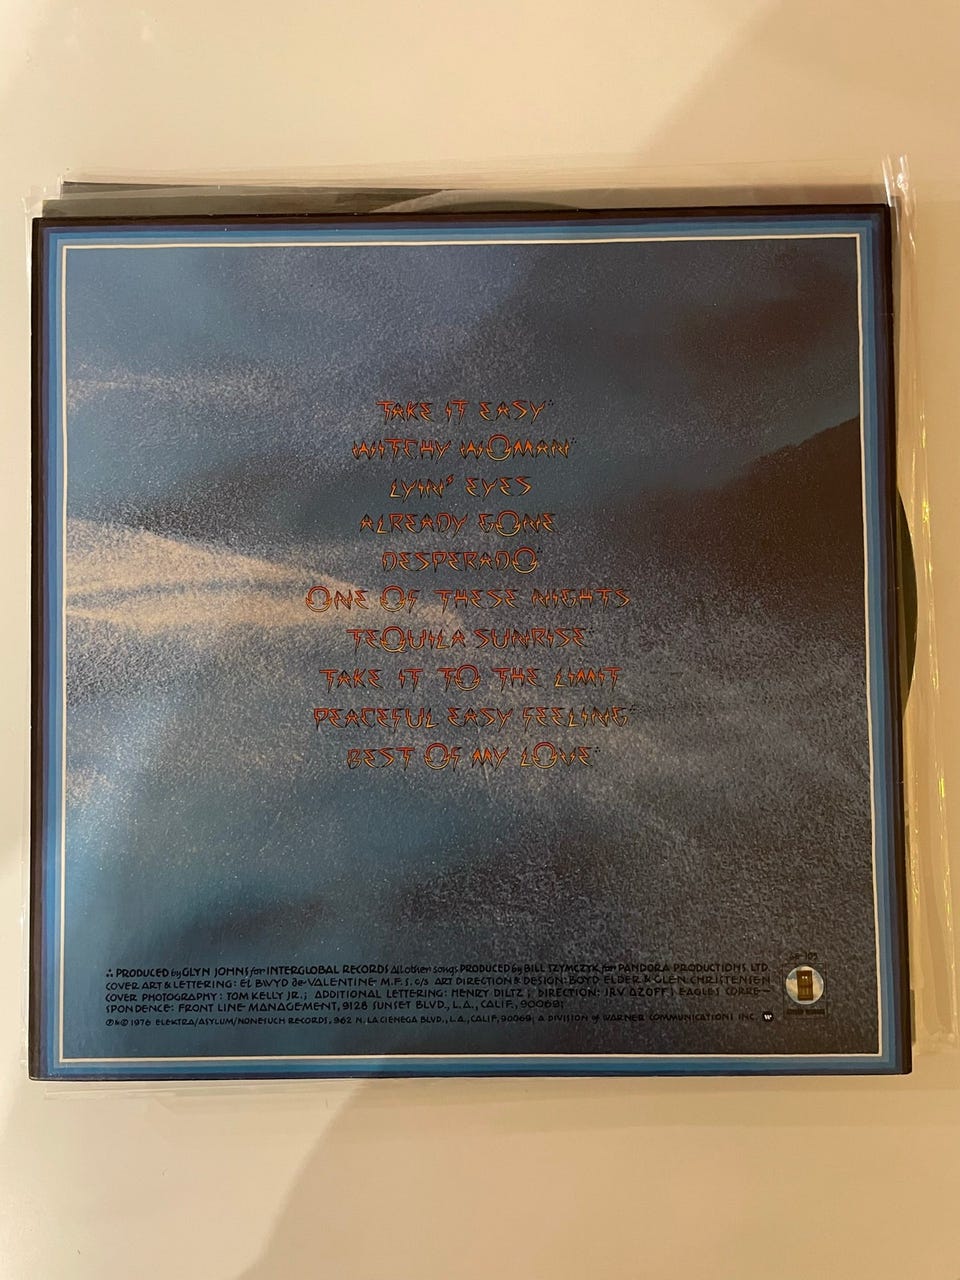 TAKE IT EASY∴
WITCHY WOMAN∴
LYIN' EYES
ALREADY GONE
DESPERADO∴
ONE OF THESE NIGHTS
TEQUILA SUNRISE∴
TAKE IT TO THE LIMIT
PEACEFUL EASY FEELING∴
BEST OF MY LOVE∴
∴ PRODUCED by GLYN JOHNS for INTERGLOBAL RECORDS All other songs PRODUCED by BILL SZYMCZYK for PANDORA PRODUCTIONS LTD.
COVER ART & LETTERING: EL BWYD de-VALENTINE M.F.S. c/s ART DIRECTION & DESIGN: BOYD ELDER & GLEN CHRISTENSEN
COVER PHOTOGRAPHY: TOM KELLY JR.; ADDITIONAL LETTERING: HENRY DILTZ; DIRECTION: IRV AZOFF; EAGLES CORRE-
SPONDENCE: FRONT LINE MANAGEMENT, 9128 SUNSET BLVD., L.A., CALIF., 90069;
℗&© 1976 ELEKTRA/ASYLUM/NONESUCH RECORDS, 962 N. LA CIENEGA BLVD., L.A., CALIF, 90069; A DIVISION of WARNER COMMUNICATIONS INC.